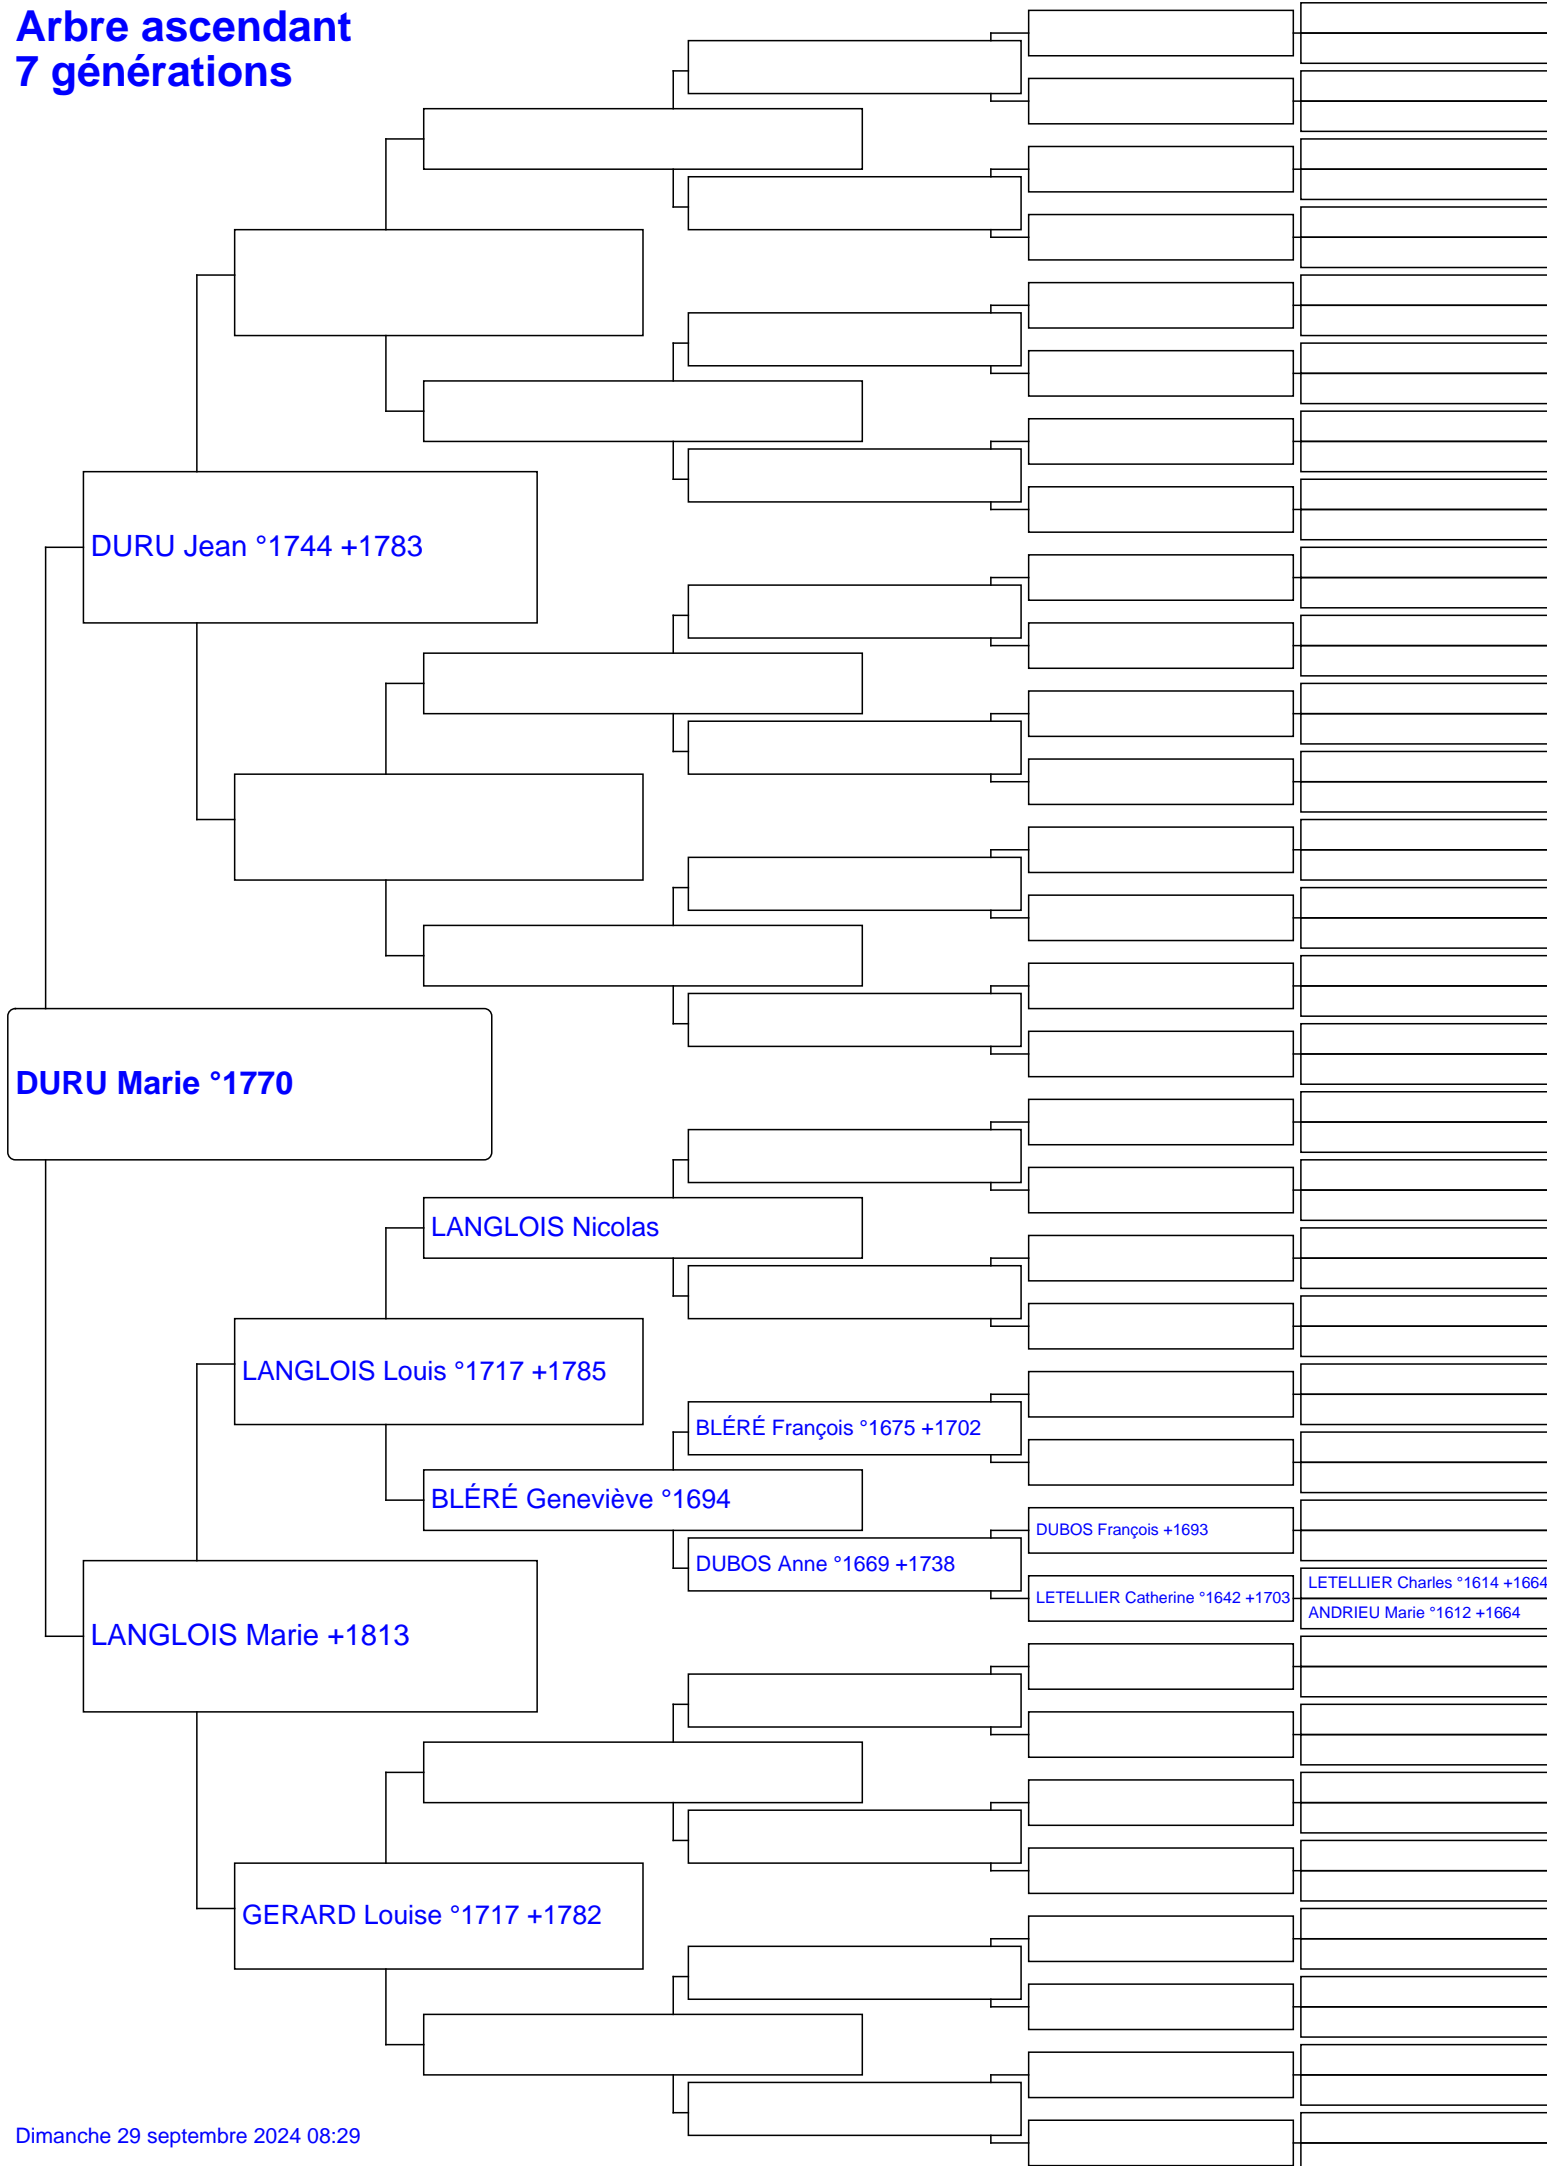 Arbre ascendant
7 générations
DURU Jean °1744 +1783
DURU Marie °1770
LANGLOIS Nicolas
LANGLOIS Louis °1717 +1785
BLÉRÉ François °1675 +1702
BLÉRÉ Geneviève °1694
DUBOS François +1693
DUBOS Anne °1669 +1738
LETELLIER Charles °1614 +1664
LETELLIER Catherine °1642 +1703
ANDRIEU Marie °1612 +1664
LANGLOIS Marie +1813
GERARD Louise °1717 +1782
Dimanche 29 septembre 2024 08:29